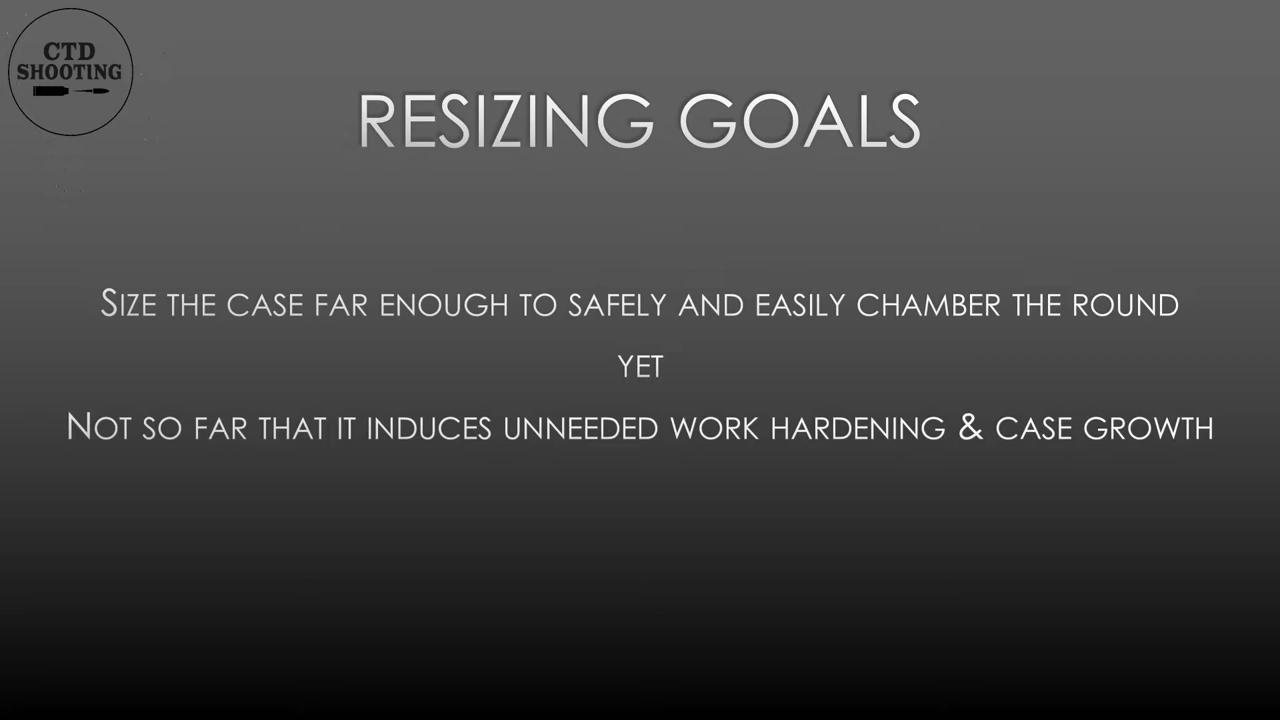 CTD
SHOOTING
RESIZING GOALS
SIZE THE CASE FAR ENOUGH TO SAFELY AND EASILY CHAMBER THE ROUND
YET
NOT SO FAR THAT IT INDUCES UNNEEDED WORK HARDENING & CASE GROWTH